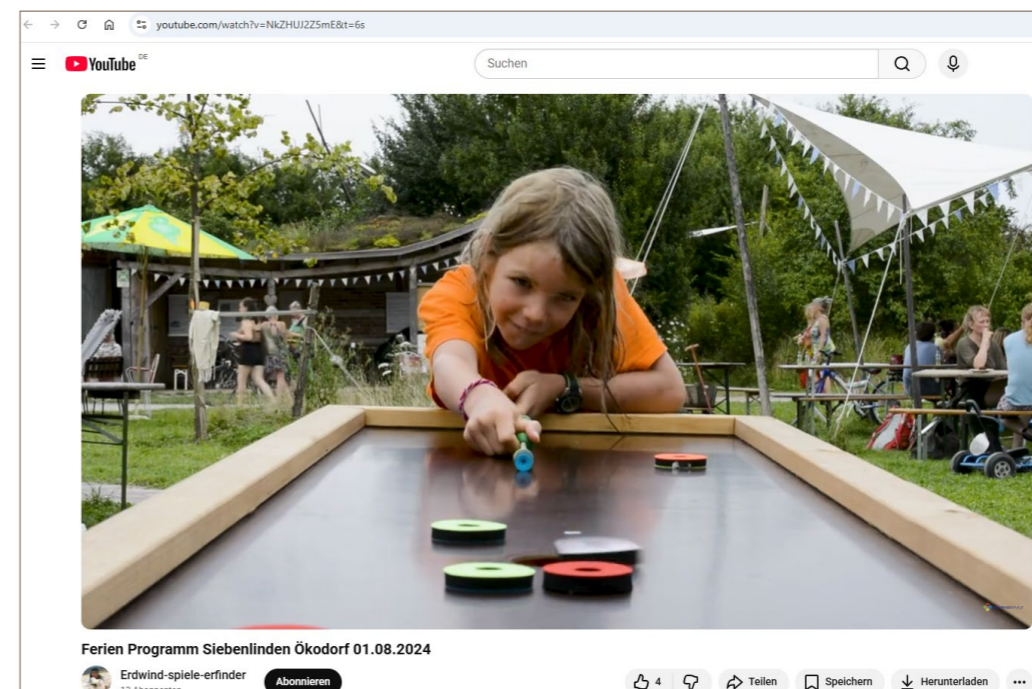 youtube.com/watch?v=NkZHUJ2Z5mE&t=6s
YouTube DE
Suchen
Ferien Programm Siebenlinden Ökodorf 01.08.2024
Erdwind-spiele-erfinder
Abonnieren
4
Teilen
Speichern
Herunterladen